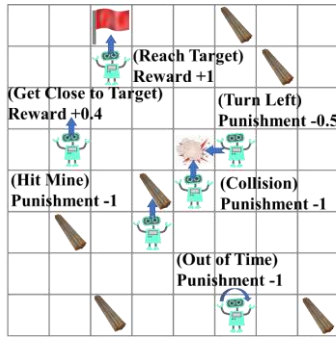 (Reach Target)
Reward +1
(Get Close to Target)
Reward +0.4
(Turn Left)
Punishment -0.5
(Hit Mine)
Punishment -1
(Collision)
Punishment -1
(Out of Time)
Punishment -1